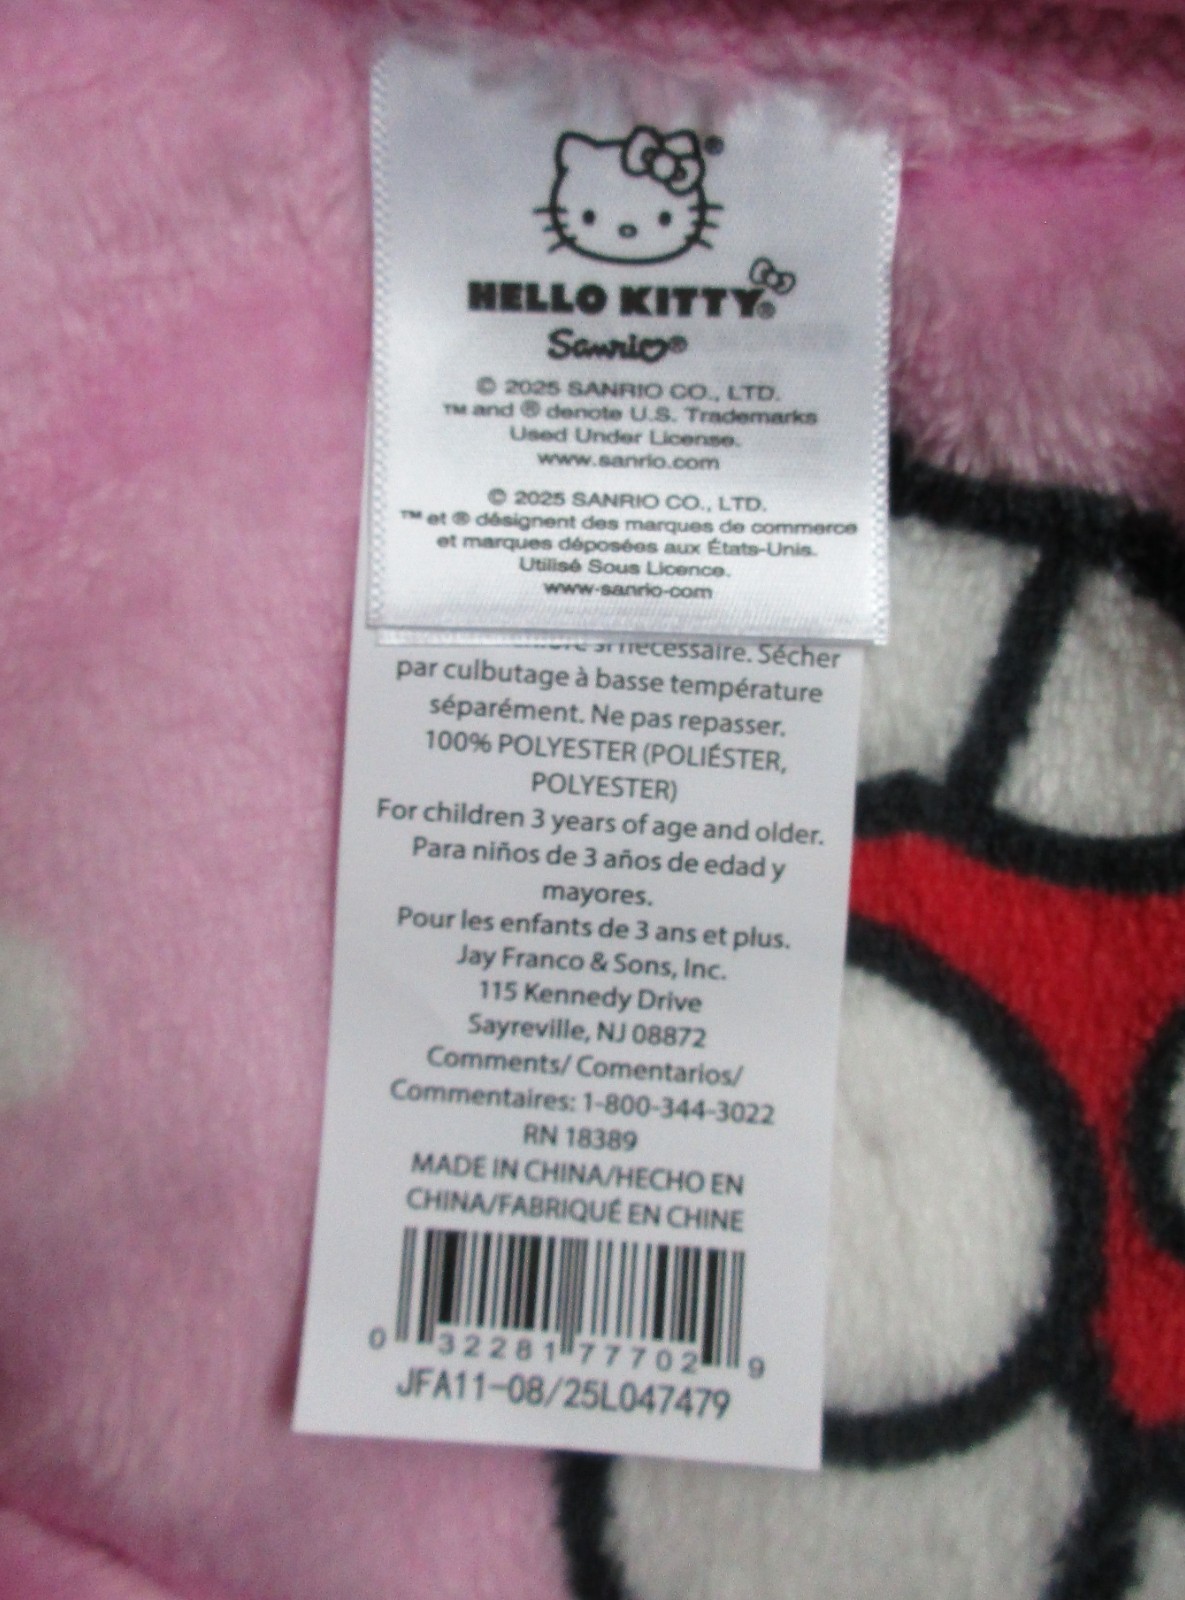 ®
HELLO KITTY®
Sanrio®
© 2025 SANRIO CO., LTD.
™ and ® denote U.S. Trademarks
Used Under License.
www.sanrio.com
© 2025 SANRIO CO., LTD.
™ et ® désignent des marques de commerce
et marques déposées aux États-Unis.
Utilisé Sous Licence.
www-sanrio-com
si nécessaire. Sécher
par culbutage à basse température
séparément. Ne pas repasser.
100% POLYESTER (POLIÉSTER,
POLYESTER)
For children 3 years of age and older.
Para niños de 3 años de edad y
mayores.
Pour les enfants de 3 ans et plus.
Jay Franco & Sons, Inc.
115 Kennedy Drive
Sayreville, NJ 08872
Comments/ Comentarios/
Commentaires: 1-800-344-3022
RN 18389
MADE IN CHINA/HECHO EN
CHINA/FABRIQUÉ EN CHINE
0 32281 77702 9
JFA11-08/25L047479